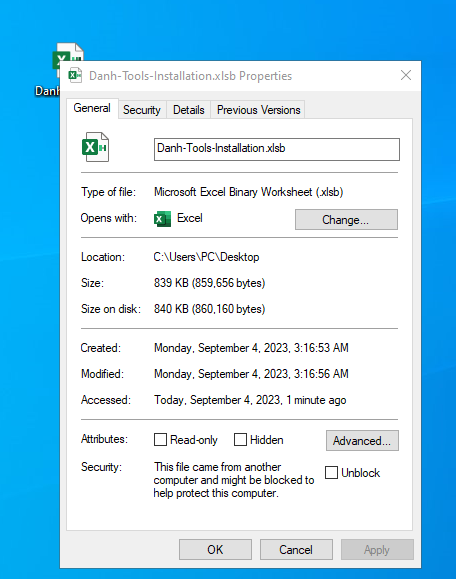 Danh-Tools-Installation.xlsb Properties
Danh
General Security Details Previous Versions
Danh-Tools-Installation.xlsb
Type of file: Microsoft Excel Binary Worksheet (.xlsb)
Opens with: Excel Change...
Location: C:\Users\PC\Desktop
Size: 839 KB (859,656 bytes)
Size on disk: 840 KB (860,160 bytes)
Created: Monday, September 4, 2023, 3:16:53 AM
Modified: Monday, September 4, 2023, 3:16:56 AM
Accessed: Today, September 4, 2023, 1 minute ago
Attributes: Read-only Hidden Advanced...
Security: This file came from another
computer and might be blocked to
help protect this computer.
Unblock
OK Cancel Apply